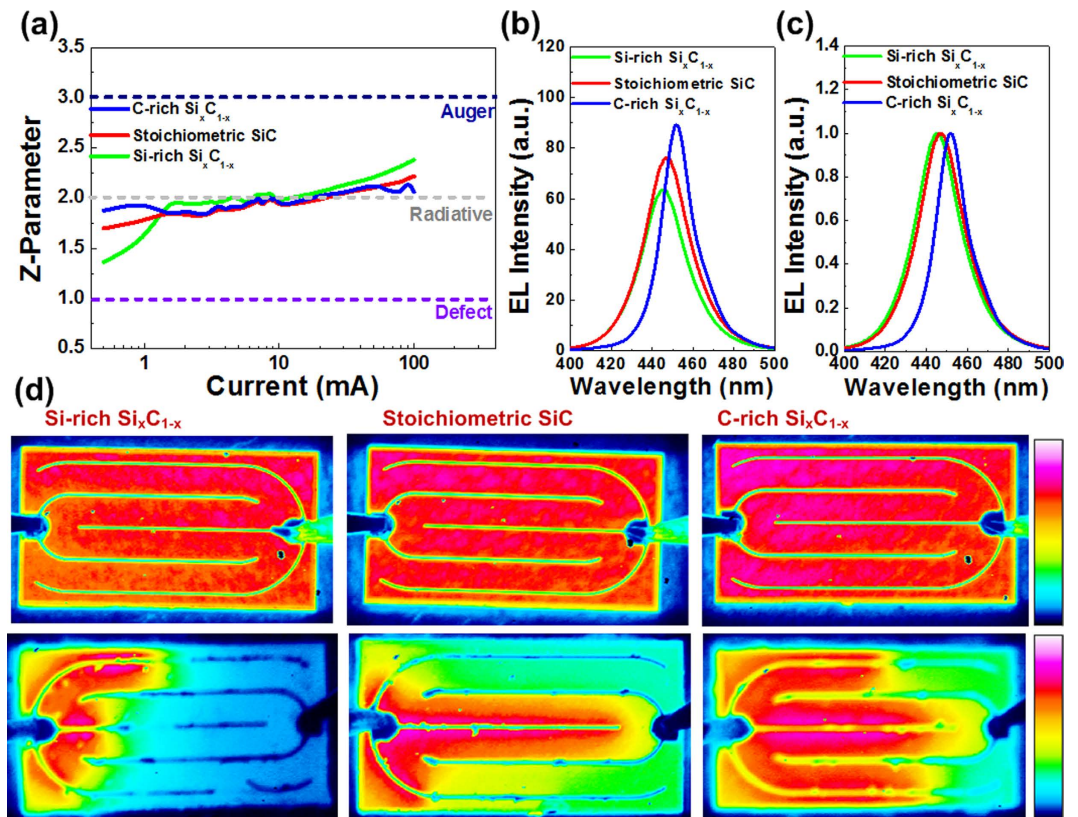 (a)
3.5
3.0
2.5
2.0
1.5
1.0
0.5
Z-Parameter
C-rich SiₓC₁₋ₓ
Stoichiometric SiC
Si-rich SiₓC₁₋ₓ
Auger
Radiative
Defect
1 10 100
Current (mA)
(b)
120
100
80
60
40
20
0
EL Intensity (a.u.)
Si-rich SiₓC₁₋ₓ
Stoichiometric SiC
C-rich SiₓC₁₋ₓ
400 420 440 460 480 500
Wavelength (nm)
(c)
1.4
1.2
1.0
0.8
0.6
0.4
0.2
0.0
EL Intensity (a.u.)
Si-rich SiₓC₁₋ₓ
Stoichiometric SiC
C-rich SiₓC₁₋ₓ
400 420 440 460 480 500
Wavelength (nm)
(d)
Si-rich SiₓC₁₋ₓ
Stoichiometric SiC
C-rich SiₓC₁₋ₓ